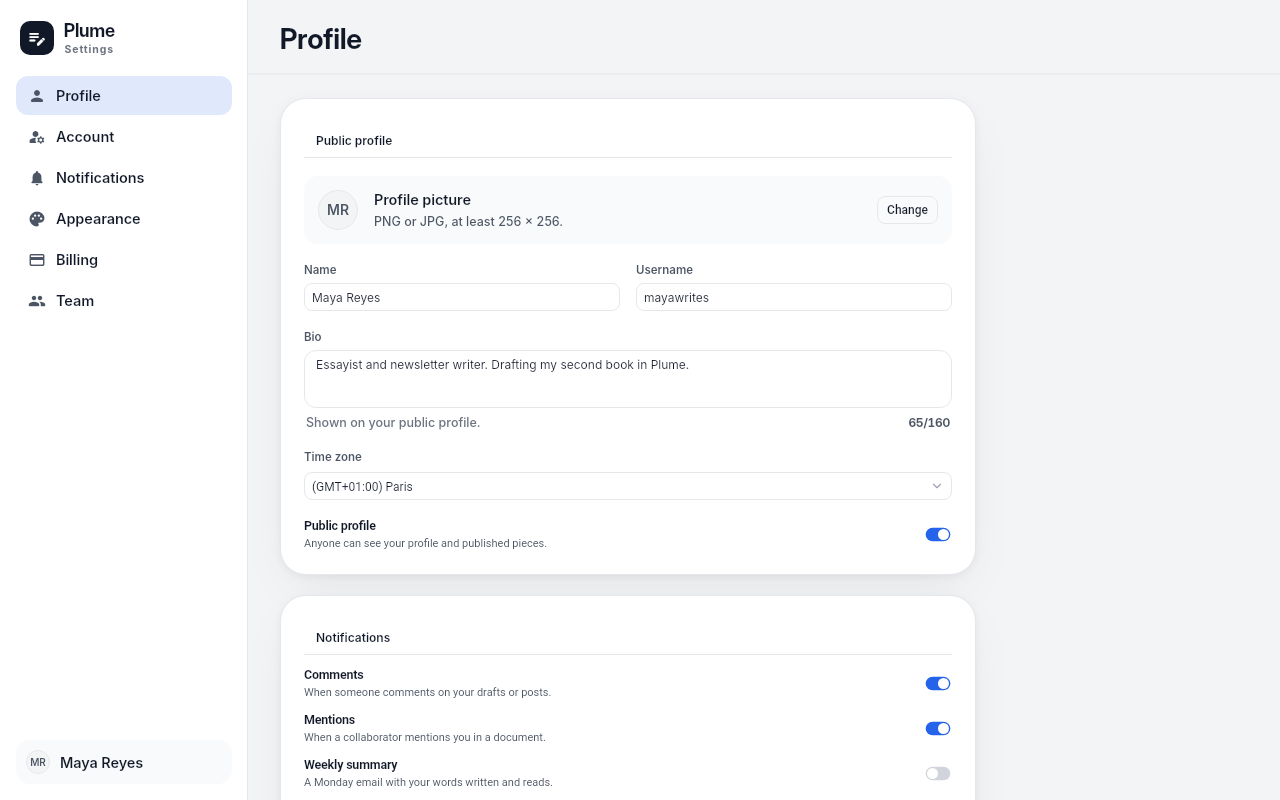 Plume
Settings
Profile
Account
Notifications
Appearance
Billing
Team
MR
Maya Reyes
Profile
Public profile
MR
Profile picture
PNG or JPG, at least 256 × 256.
Change
Name
Username
Maya Reyes
mayawrites
Bio
Essayist and newsletter writer. Drafting my second book in Plume.
Shown on your public profile.
65/160
Time zone
(GMT+01:00) Paris
Public profile
Anyone can see your profile and published pieces.
Notifications
Comments
When someone comments on your drafts or posts.
Mentions
When a collaborator mentions you in a document.
Weekly summary
A Monday email with your words written and reads.